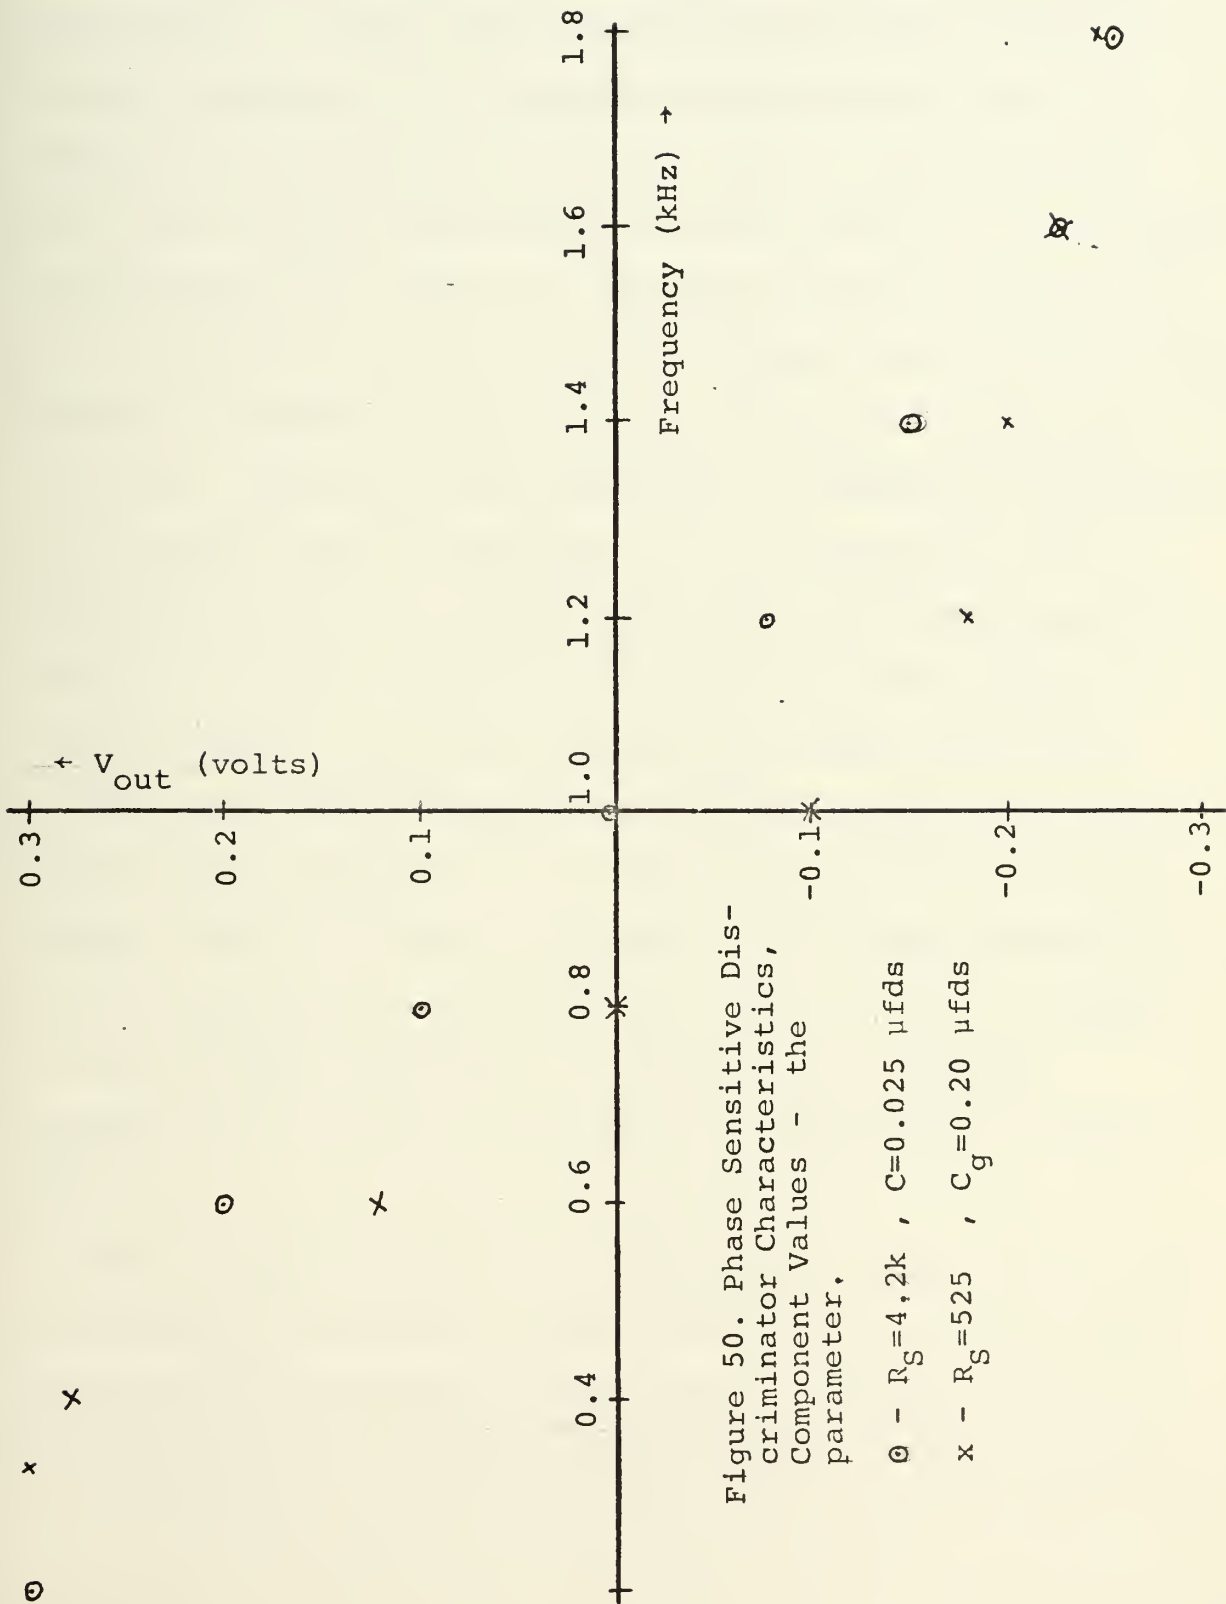 0.3
0.2
0.1
-0.1
-0.2
-0.3
← V_out (volts)
0.4
0.6
0.8
1.0
1.2
1.4
1.6
1.8
Frequency (kHz) →
Figure 50. Phase Sensitive Dis-
criminator Characteristics,
Component Values - the
parameter.
⊙ - R_S=4.2k , C=0.025 µfds
x - R_S=525 , C_g=0.20 µfds